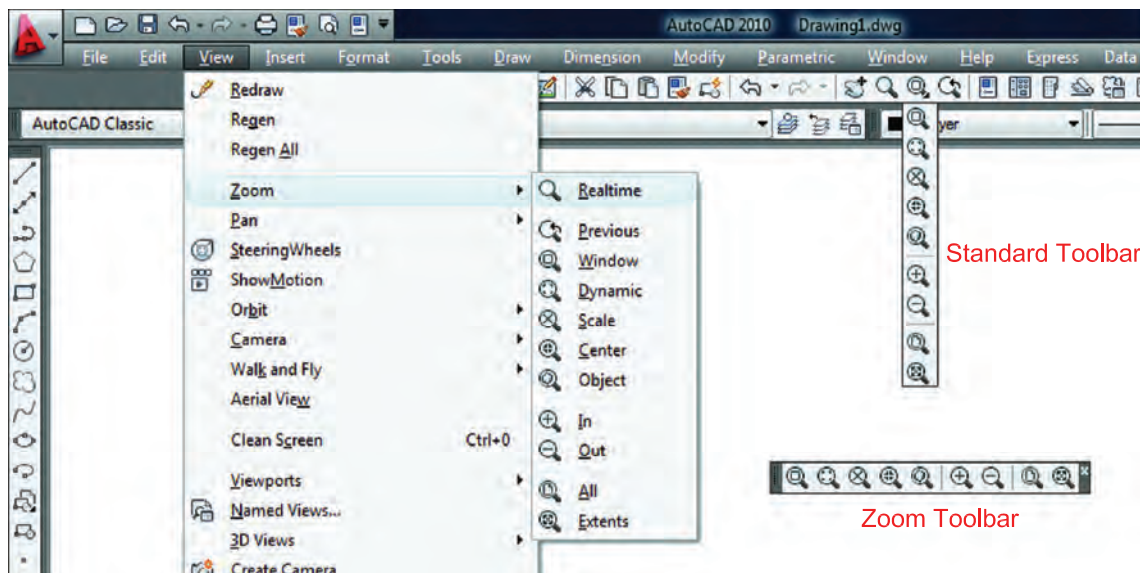 AutoCAD 2010 Drawing1.dwg
File Edit View Insert Format Tools Draw Dimension Modify Parametric Window Help Express Data
AutoCAD Classic
yer
Redraw
Regen
Regen All
Zoom
Pan
SteeringWheels
ShowMotion
Orbit
Camera
Walk and Fly
Aerial View
Clean Screen Ctrl+0
Viewports
Named Views...
3D Views
Create Camera
Realtime
Previous
Window
Dynamic
Scale
Center
Object
In
Out
All
Extents
Standard Toolbar
Zoom Toolbar